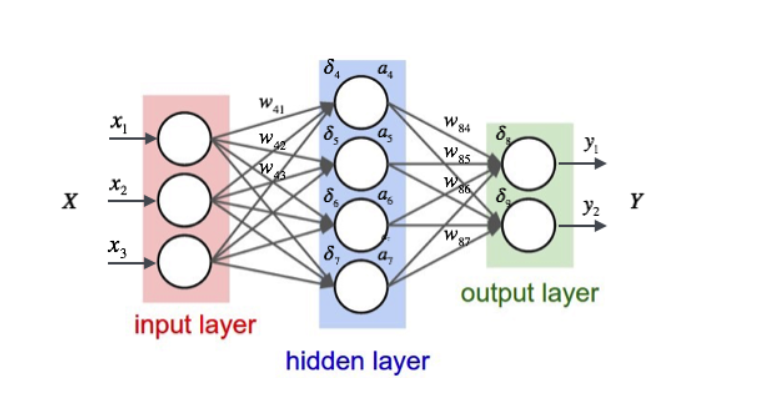 X
x₁
x₂
x₃
input layer
w₄₁
w₄₂
w₄₃
δ₄ a₄
δ₅ a₅
δ₆ a₆
δ₇ a₇
hidden layer
w₈₄
w₈₅
w₈₆
w₈₇
δ₈
δ₉
output layer
y₁
y₂
Y